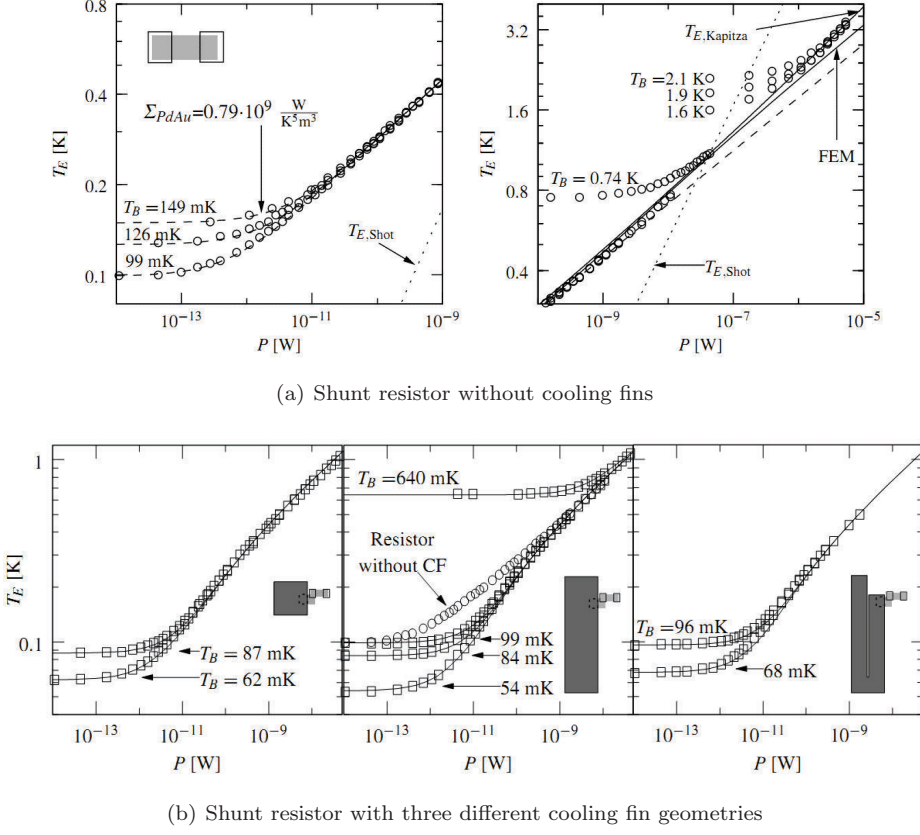 0.8
0.4
0.2
0.1
T_E [K]
Σ_PdAu=0.79·10^9 W/K^5m^3
T_B = 149 mK
126 mK
99 mK
T_E,Shot
10^-13
10^-11
10^-9
P [W]
3.2
1.6
0.8
0.4
T_E [K]
T_E,Kapitza
T_B = 2.1 K
1.9 K
1.6 K
FEM
T_B = 0.74 K
T_E,Shot
10^-9
10^-7
10^-5
P [W]
(a) Shunt resistor without cooling fins
1
0.1
T_E [K]
T_B = 87 mK
T_B = 62 mK
10^-13
10^-11
10^-9
P [W]
T_B = 640 mK
Resistor
without CF
99 mK
84 mK
54 mK
10^-13
10^-11
10^-9
P [W]
T_B = 96 mK
68 mK
10^-13
10^-11
10^-9
P [W]
(b) Shunt resistor with three different cooling fin geometries